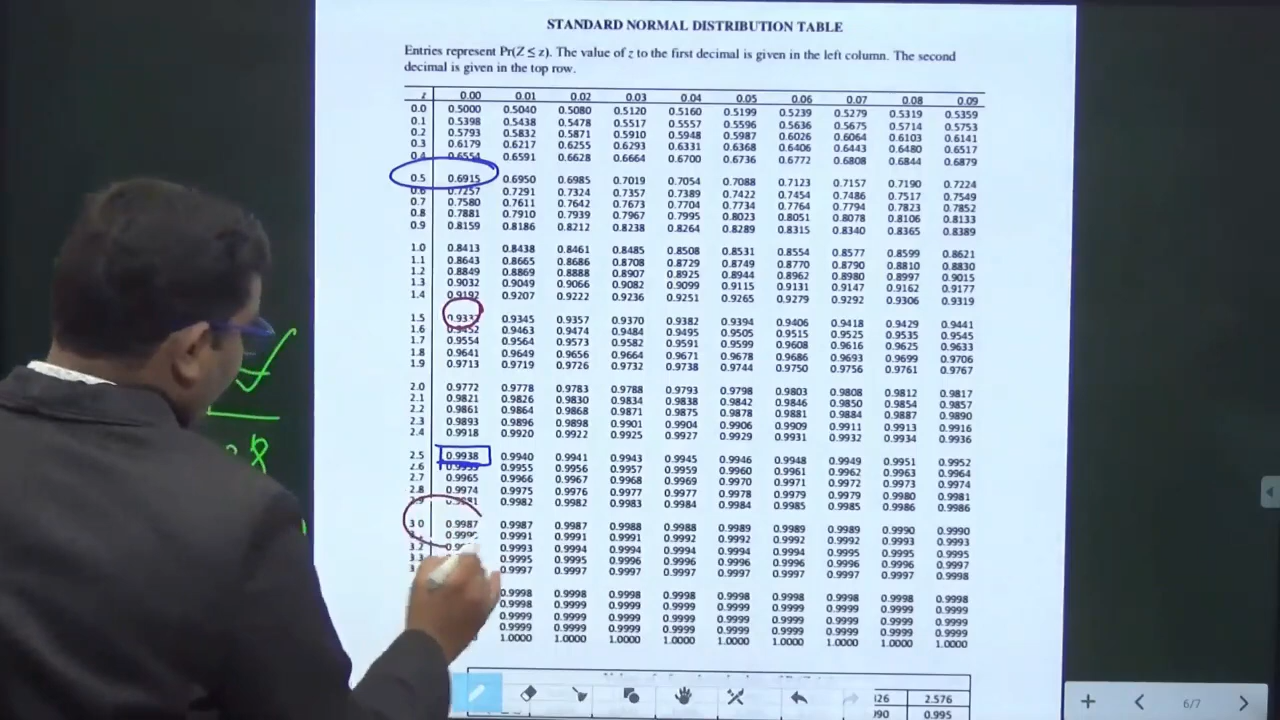 STANDARD NORMAL DISTRIBUTION TABLE
Entries represent Pr(Z ≤ z). The value of z to the first decimal is given in the left column. The second
decimal is given in the top row.
z 0.00 0.01 0.02 0.03 0.04 0.05 0.06 0.07 0.08 0.09
0.0 0.5000 0.5040 0.5080 0.5120 0.5160 0.5199 0.5239 0.5279 0.5319 0.5359
0.1 0.5398 0.5438 0.5478 0.5517 0.5557 0.5596 0.5636 0.5675 0.5714 0.5753
0.2 0.5793 0.5832 0.5871 0.5910 0.5948 0.5987 0.6026 0.6064 0.6103 0.6141
0.3 0.6179 0.6217 0.6255 0.6293 0.6331 0.6368 0.6406 0.6443 0.6480 0.6517
0.4 0.6554 0.6591 0.6628 0.6664 0.6700 0.6736 0.6772 0.6808 0.6844 0.6879
0.5 0.6915 0.6950 0.6985 0.7019 0.7054 0.7088 0.7123 0.7157 0.7190 0.7224
0.6 0.7257 0.7291 0.7324 0.7357 0.7389 0.7422 0.7454 0.7486 0.7517 0.7549
0.7 0.7580 0.7611 0.7642 0.7673 0.7704 0.7734 0.7764 0.7794 0.7823 0.7852
0.8 0.7881 0.7910 0.7939 0.7967 0.7995 0.8023 0.8051 0.8078 0.8106 0.8133
0.9 0.8159 0.8186 0.8212 0.8238 0.8264 0.8289 0.8315 0.8340 0.8365 0.8389
1.0 0.8413 0.8438 0.8461 0.8485 0.8508 0.8531 0.8554 0.8577 0.8599 0.8621
1.1 0.8643 0.8665 0.8686 0.8708 0.8729 0.8749 0.8770 0.8790 0.8810 0.8830
1.2 0.8849 0.8869 0.8888 0.8907 0.8925 0.8944 0.8962 0.8980 0.8997 0.9015
1.3 0.9032 0.9049 0.9066 0.9082 0.9099 0.9115 0.9131 0.9147 0.9162 0.9177
1.4 0.9192 0.9207 0.9222 0.9236 0.9251 0.9265 0.9279 0.9292 0.9306 0.9319
1.5 0.9332 0.9345 0.9357 0.9370 0.9382 0.9394 0.9406 0.9418 0.9429 0.9441
1.6 0.9452 0.9463 0.9474 0.9484 0.9495 0.9505 0.9515 0.9525 0.9535 0.9545
1.7 0.9554 0.9564 0.9573 0.9582 0.9591 0.9599 0.9608 0.9616 0.9625 0.9633
1.8 0.9641 0.9649 0.9656 0.9664 0.9671 0.9678 0.9686 0.9693 0.9699 0.9706
1.9 0.9713 0.9719 0.9726 0.9732 0.9738 0.9744 0.9750 0.9756 0.9761 0.9767
2.0 0.9772 0.9778 0.9783 0.9788 0.9793 0.9798 0.9803 0.9808 0.9812 0.9817
2.1 0.9821 0.9826 0.9830 0.9834 0.9838 0.9842 0.9846 0.9850 0.9854 0.9857
2.2 0.9861 0.9864 0.9868 0.9871 0.9875 0.9878 0.9881 0.9884 0.9887 0.9890
2.3 0.9893 0.9896 0.9898 0.9901 0.9904 0.9906 0.9909 0.9911 0.9913 0.9916
2.4 0.9918 0.9920 0.9922 0.9925 0.9927 0.9929 0.9931 0.9932 0.9934 0.9936
2.5 0.9938 0.9940 0.9941 0.9943 0.9945 0.9946 0.9948 0.9949 0.9951 0.9952
2.6 0.9955 0.9956 0.9957 0.9959 0.9960 0.9961 0.9962 0.9963 0.9964
2.7 0.9965 0.9966 0.9967 0.9968 0.9969 0.9970 0.9971 0.9972 0.9973 0.9974
2.8 0.9974 0.9975 0.9976 0.9977 0.9977 0.9978 0.9979 0.9979 0.9980 0.9981
2.9 0.9981 0.9982 0.9982 0.9983 0.9984 0.9984 0.9985 0.9985 0.9986 0.9986
3.0 0.9987 0.9987 0.9987 0.9988 0.9988 0.9989 0.9989 0.9989 0.9990 0.9990
0.9991 0.9991 0.9991 0.9992 0.9992 0.9992 0.9992 0.9993 0.9993
3.2 0.9993 0.9994 0.9994 0.9994 0.9994 0.9994 0.9995 0.9995 0.9995
0.9995 0.9995 0.9996 0.9996 0.9996 0.9996 0.9996 0.9996 0.9997
0.9997 0.9997 0.9997 0.9997 0.9997 0.9997 0.9997 0.9997 0.9998
0.9998 0.9998 0.9998 0.9998 0.9998 0.9998 0.9998 0.9998 0.9998
0.9998 0.9999 0.9999 0.9999 0.9999 0.9999 0.9999 0.9999 0.9999
0.9999 0.9999 0.9999 0.9999 0.9999 0.9999 0.9999 0.9999 0.9999
0.9999 0.9999 0.9999 0.9999 0.9999 0.9999 0.9999 0.9999 0.9999
1.0000 1.0000 1.0000 1.0000 1.0000 1.0000 1.0000 1.0000 1.0000
2.576
0.995
6/7